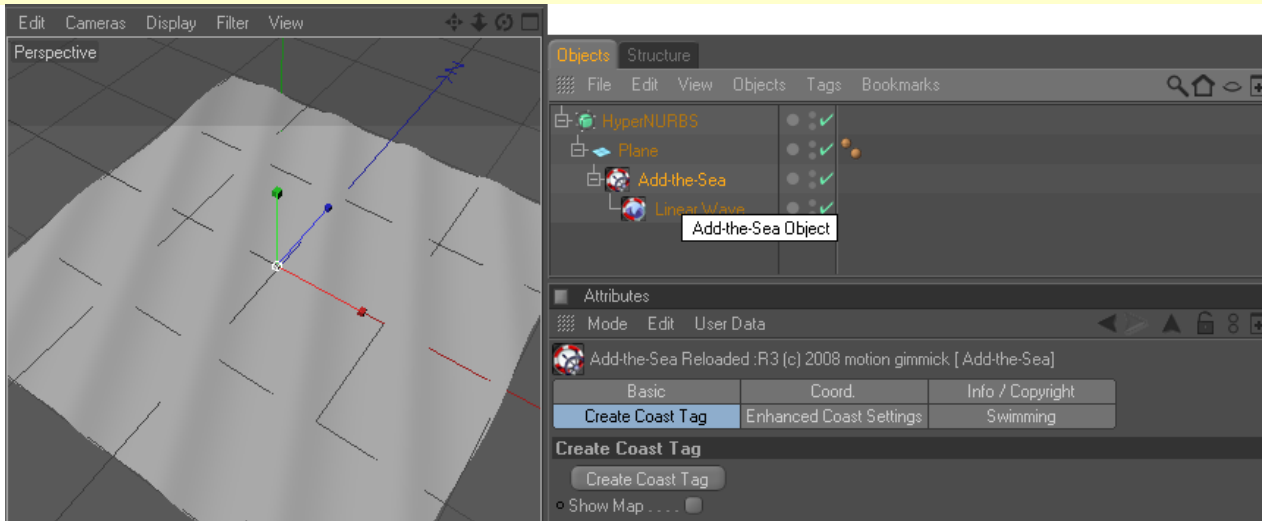 Edit Cameras Display Filter View
Perspective
Objects Structure
File Edit View Objects Tags Bookmarks
HyperNURBS
Plane
Add-the-Sea
Linear Wave
Add-the-Sea Object
Attributes
Mode Edit User Data
Add-the-Sea Reloaded :R3 (c) 2008 motion gimmick [ Add-the-Sea]
Basic Coord. Info / Copyright
Create Coast Tag Enhanced Coast Settings Swimming
Create Coast Tag
Create Coast Tag
Show Map . . . .